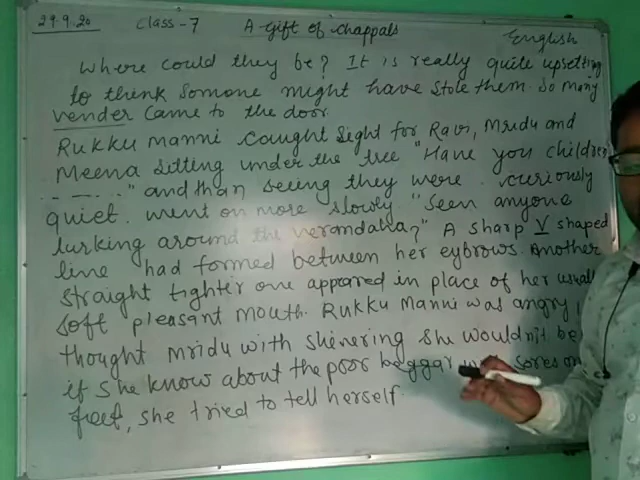 29.9.20 Class-7 A gift of chappals English
Where could they be? It is really quite upsetting
to think somone might have stole them. So many
vender came to the door.
Rukku manni caught sight for Ravi, Mridu and
Meena sitting under the tree "Have you children
......" and than seeing they were curiously
quiet. went on more slowly. "Seen anyone
lurking around the verandaha?" A sharp V shaped
line had formed between her eybrows. Another
straight tighter one appeared in place of her usuall
soft pleasant mouth. Rukku Manni was angry
thought mridu with shievering she wouldn't be
if she know about the poor beggar sores on
feet, she tried to tell herself.